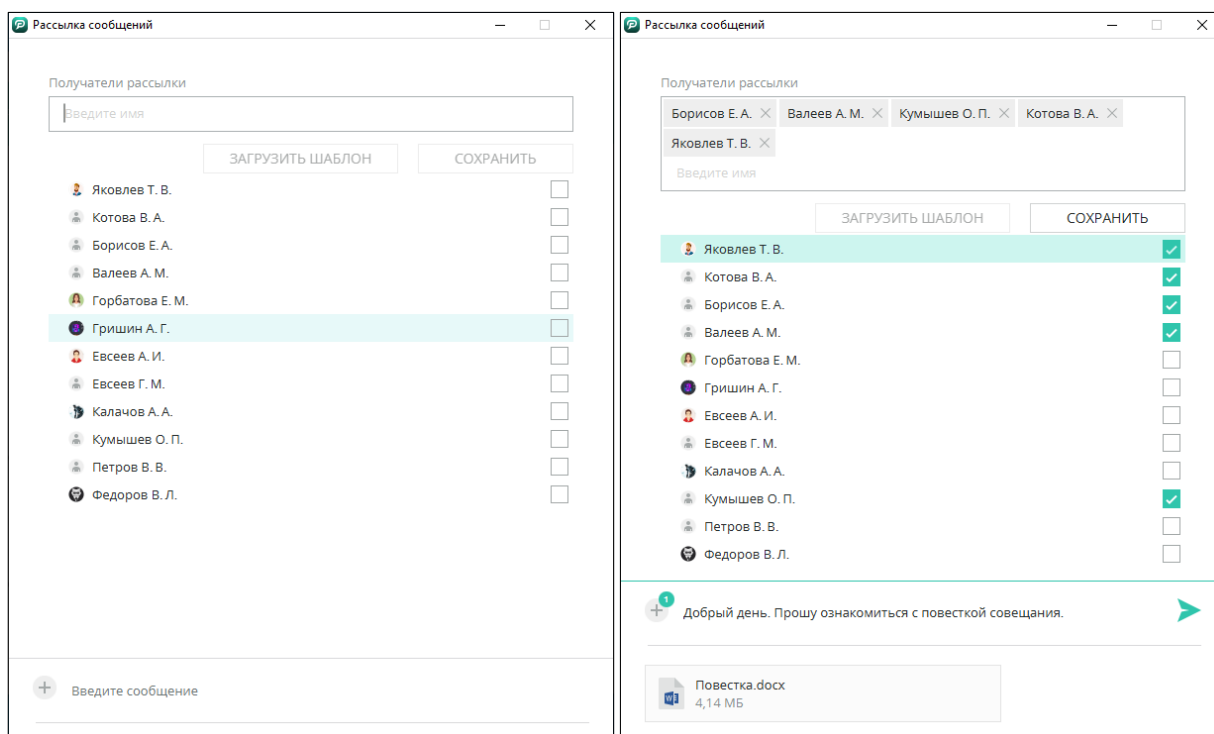 Рассылка сообщений
Получатели рассылки
Введите имя
ЗАГРУЗИТЬ ШАБЛОН СОХРАНИТЬ
Яковлев Т. В.
Котова В. А.
Борисов Е. А.
Валеев А. М.
Горбатова Е. М.
Гришин А. Г.
Евсеев А. И.
Евсеев Г. М.
Калачов А. А.
Кумышев О. П.
Петров В. В.
Федоров В. Л.
Введите сообщение
Рассылка сообщений
Получатели рассылки
Борисов Е. А. Валеев А. М. Кумышев О. П. Котова В. А.
Яковлев Т. В.
Введите имя
ЗАГРУЗИТЬ ШАБЛОН СОХРАНИТЬ
Яковлев Т. В.
Котова В. А.
Борисов Е. А.
Валеев А. М.
Горбатова Е. М.
Гришин А. Г.
Евсеев А. И.
Евсеев Г. М.
Калачов А. А.
Кумышев О. П.
Петров В. В.
Федоров В. Л.
1
Добрый день. Прошу ознакомиться с повесткой совещания.
Повестка.docx
4,14 МБ